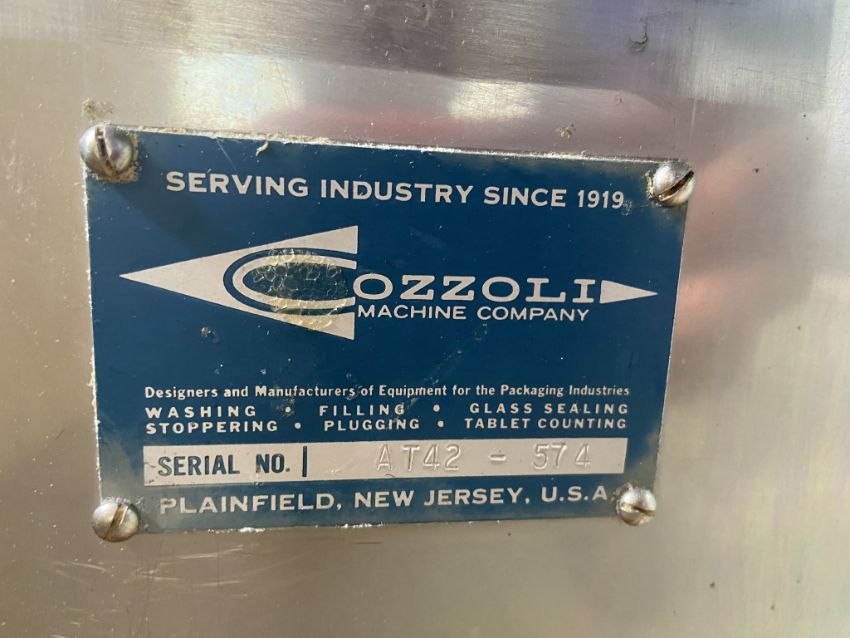 SERVING INDUSTRY SINCE 1919
COZZOLI
MACHINE COMPANY
Designers and Manufacturers of Equipment for the Packaging Industries
WASHING • FILLING • GLASS SEALING
STOPPERING • PLUGGING • TABLET COUNTING
SERIAL NO. AT42 - 574
PLAINFIELD, NEW JERSEY, U.S.A